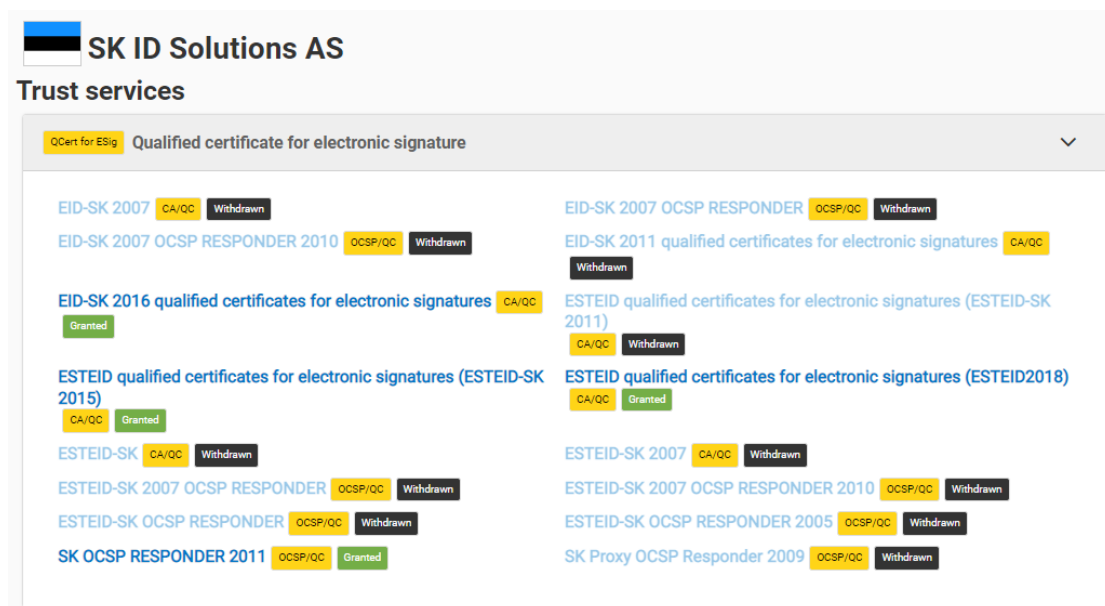 SK ID Solutions AS
Trust services
QCert for ESig Qualified certificate for electronic signature
EID-SK 2007 CA/QC Withdrawn
EID-SK 2007 OCSP RESPONDER OCSP/QC Withdrawn
EID-SK 2007 OCSP RESPONDER 2010 OCSP/QC Withdrawn
EID-SK 2011 qualified certificates for electronic signatures CA/QC
Withdrawn
EID-SK 2016 qualified certificates for electronic signatures CA/QC
Granted
ESTEID qualified certificates for electronic signatures (ESTEID-SK
2011)
CA/QC Withdrawn
ESTEID qualified certificates for electronic signatures (ESTEID-SK
2015)
CA/QC Granted
ESTEID qualified certificates for electronic signatures (ESTEID2018)
CA/QC Granted
ESTEID-SK CA/QC Withdrawn
ESTEID-SK 2007 CA/QC Withdrawn
ESTEID-SK 2007 OCSP RESPONDER OCSP/QC Withdrawn
ESTEID-SK 2007 OCSP RESPONDER 2010 OCSP/QC Withdrawn
ESTEID-SK OCSP RESPONDER OCSP/QC Withdrawn
ESTEID-SK OCSP RESPONDER 2005 OCSP/QC Withdrawn
SK OCSP RESPONDER 2011 OCSP/QC Granted
SK Proxy OCSP Responder 2009 OCSP/QC Withdrawn